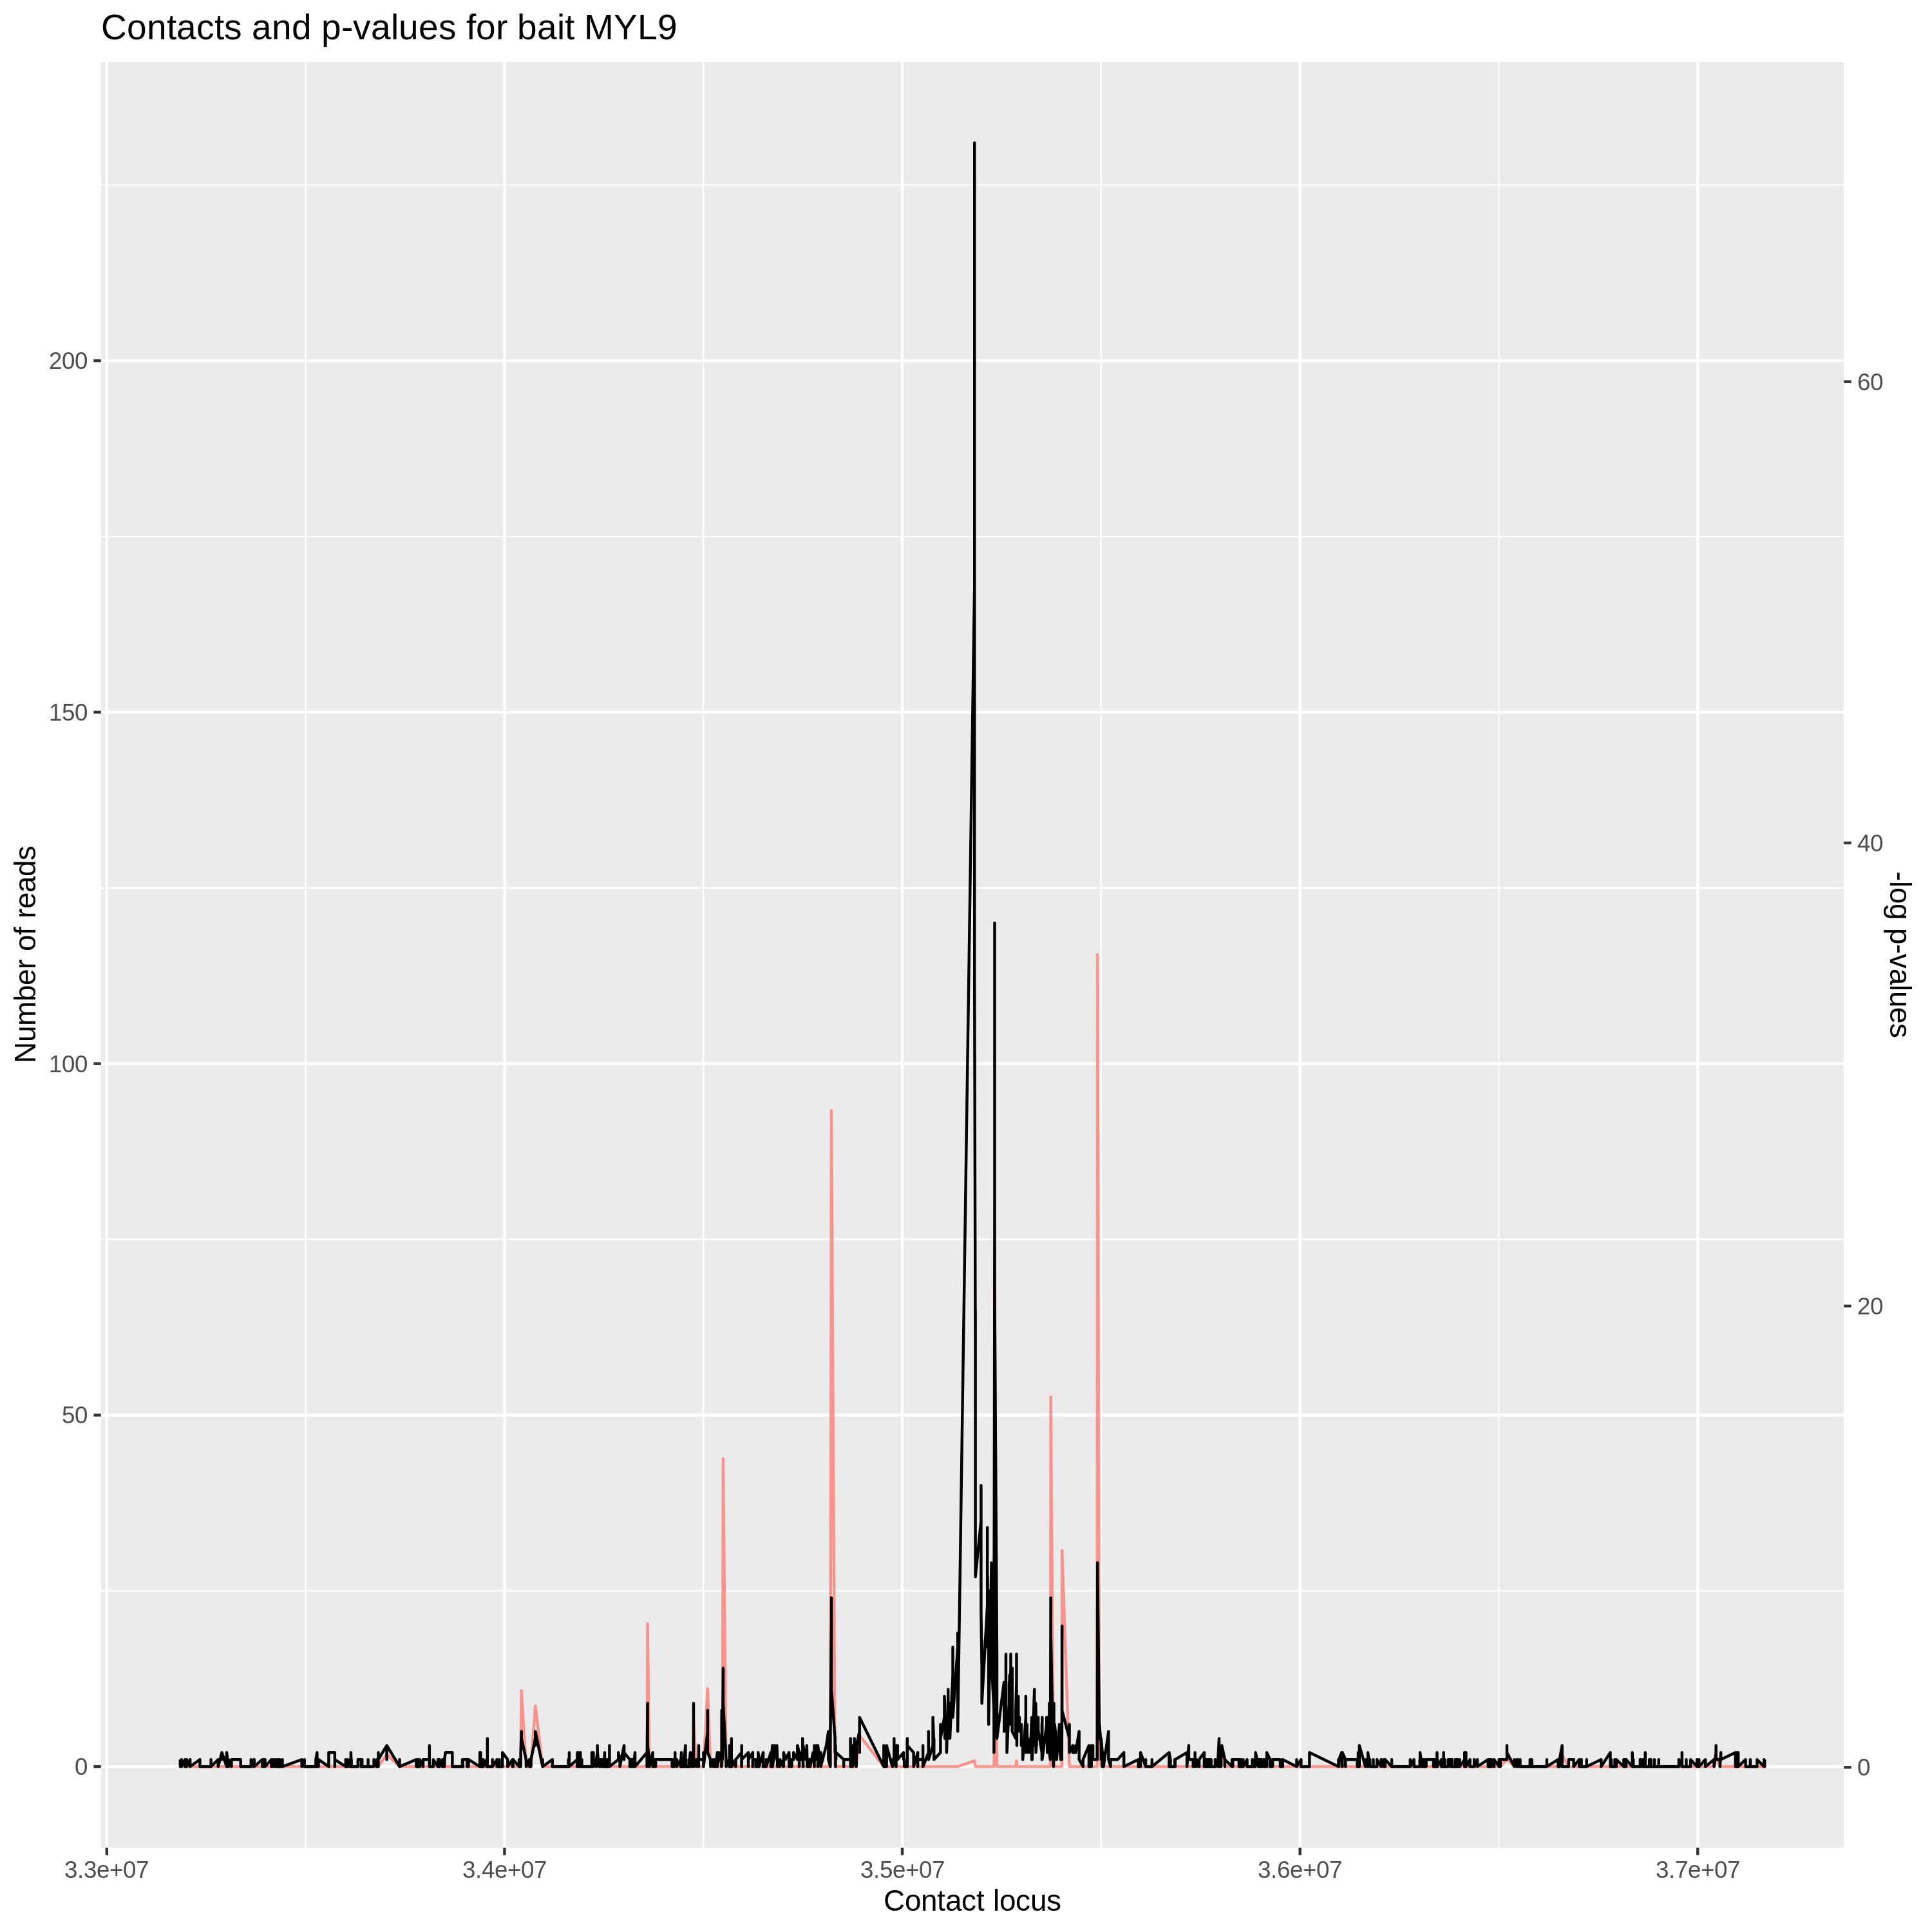 Contacts and p-values for bait MYL9
Number of reads
200
150
100
50
0
60
40
20
0
-log p-values
3.3e+07
3.4e+07
3.5e+07
3.6e+07
3.7e+07
Contact locus